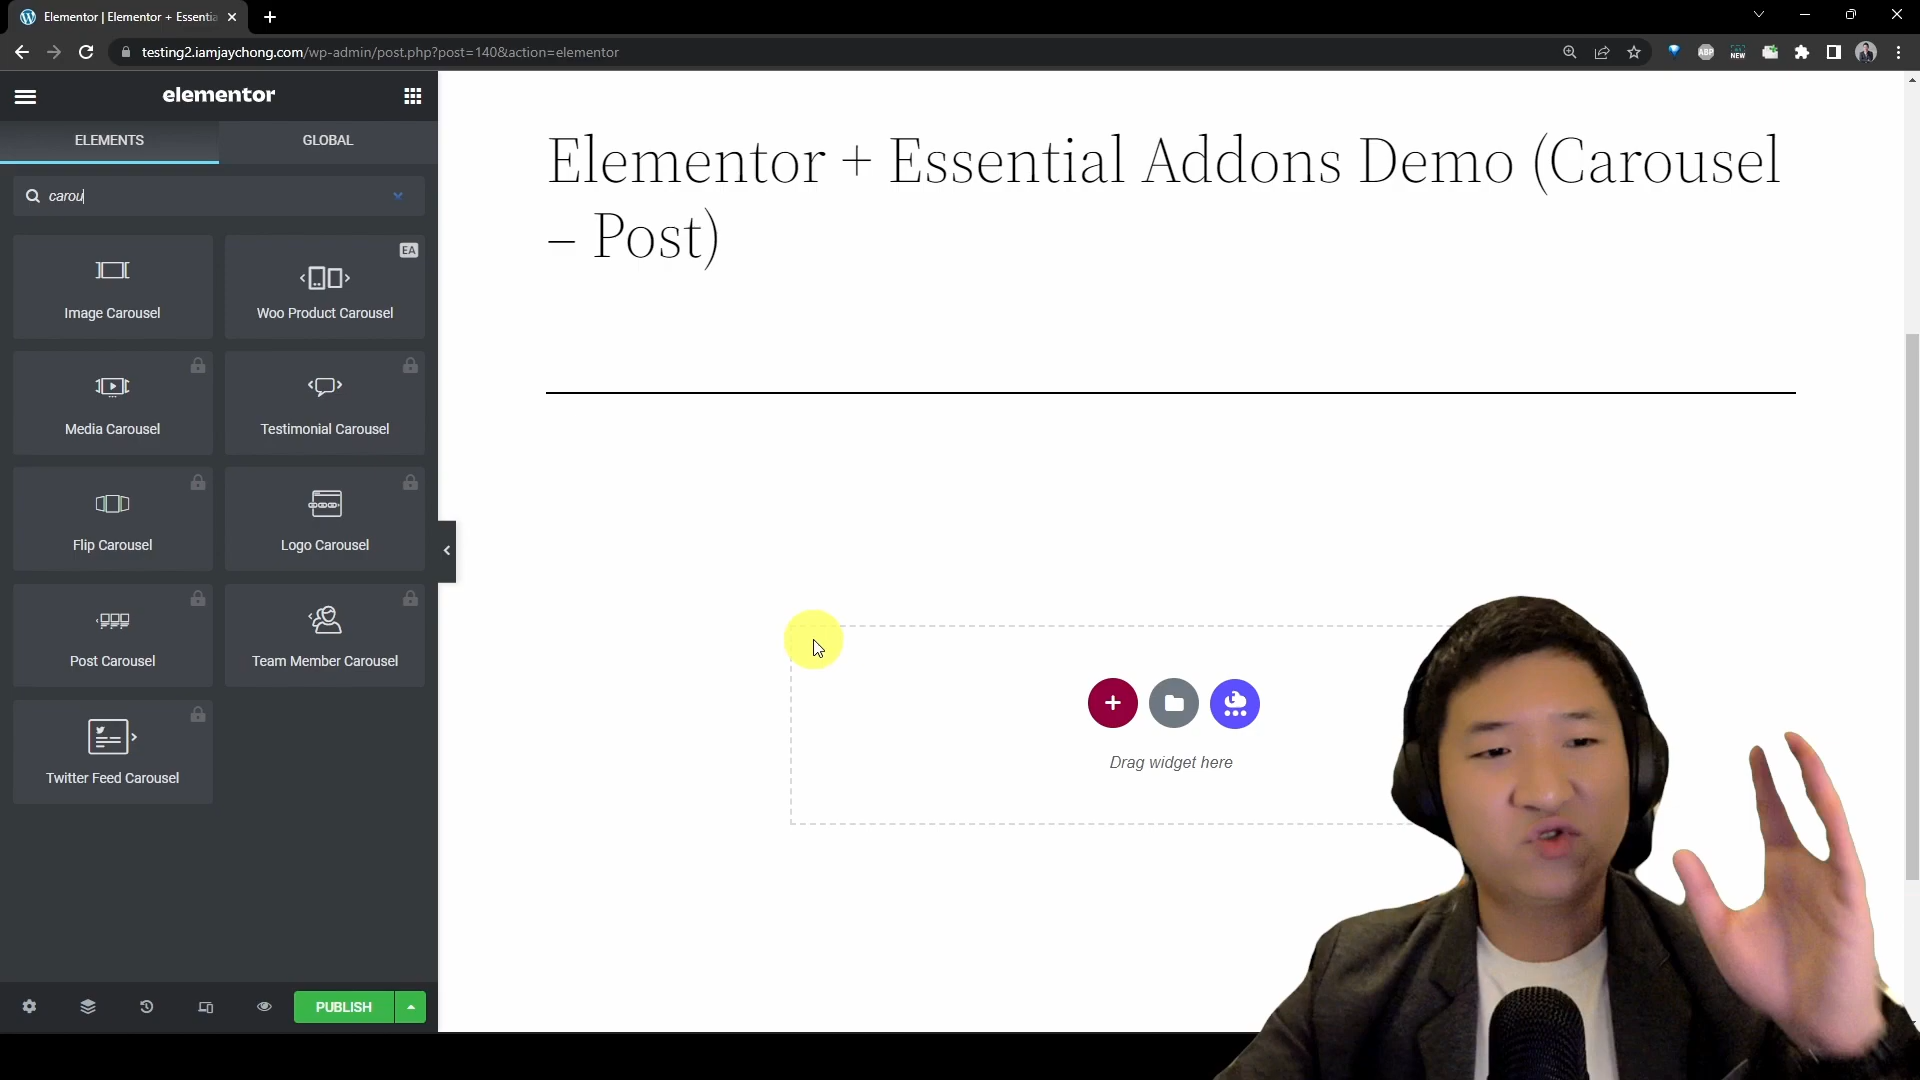 Elementor | Elementor + Essentia
testing2.iamjaychong.com/wp-admin/post.php?post=140&action=elementor
ABP
NEW
elementor
ELEMENTS
GLOBAL
carou
Image Carousel
EA
Woo Product Carousel
Media Carousel
Testimonial Carousel
Flip Carousel
Logo Carousel
Post Carousel
Team Member Carousel
Twitter Feed Carousel
PUBLISH
Elementor + Essential Addons Demo (Carousel
– Post)
Drag widget here